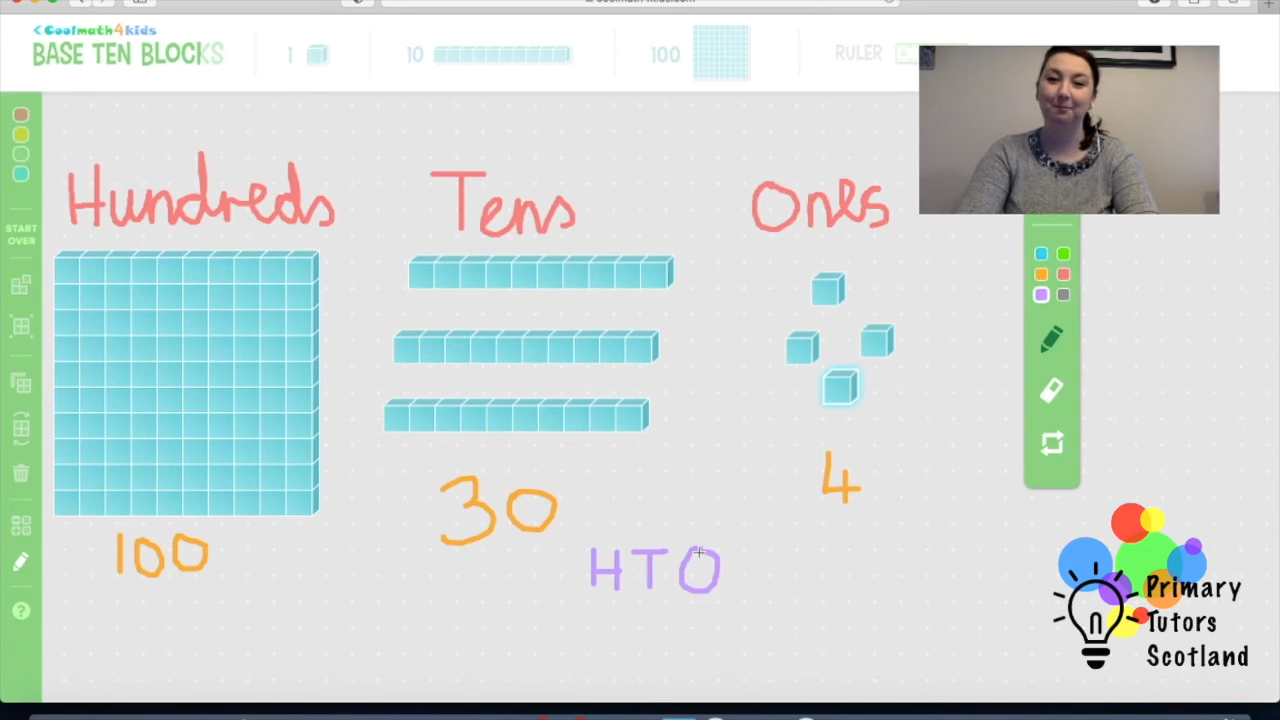 Coolmath4kids
BASE TEN BLOCKS
1
10
100
RULER
START
OVER
Hundreds
Tens
Ones
100
30
4
HTO
?
Primary
Tutors
Scotland